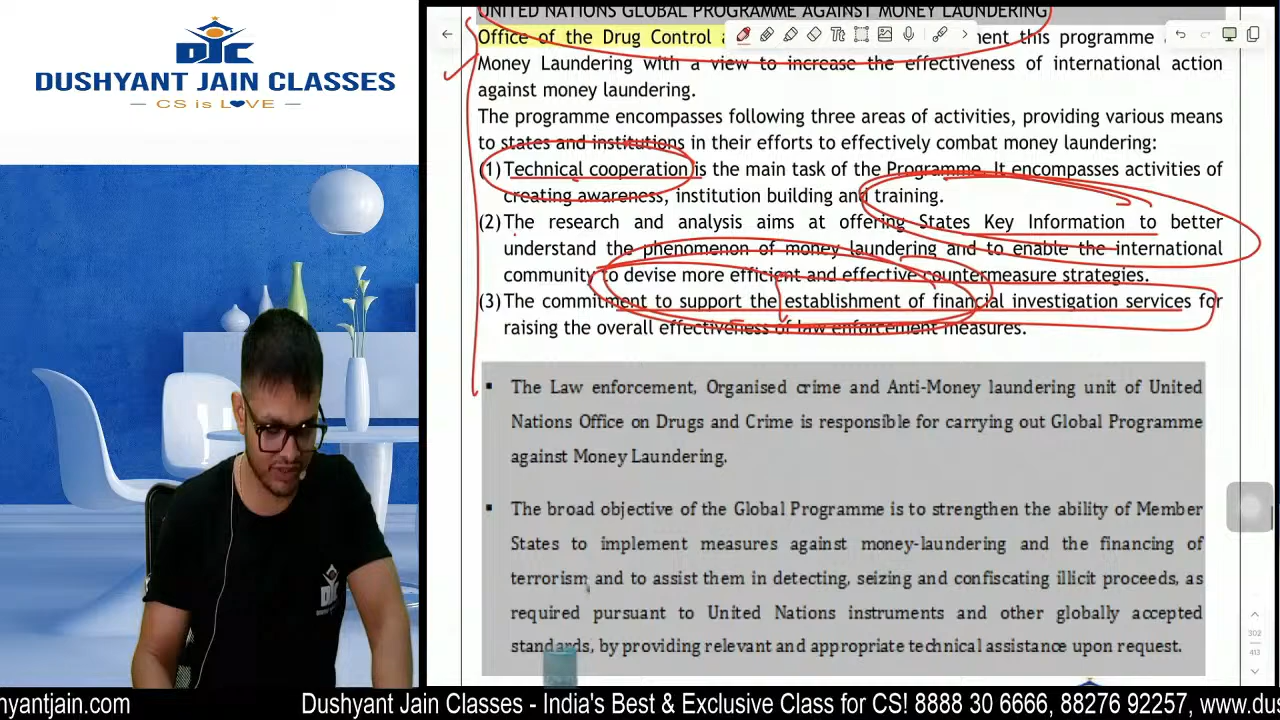 DTC
DUSHYANT JAIN CLASSES
CS is L VE
UNITED NATIONS GLOBAL PROGRAMME AGAINST MONEY LAUNDERING
Office of the Drug Control ment this programme
Money Laundering with a view to increase the effectiveness of international action
against money laundering.
The programme encompasses following three areas of activities, providing various means
to states and institutions in their efforts to effectively combat money laundering:
(1) Technical cooperation is the main task of the Programme. It encompasses activities of
creating awareness, institution building and training.
(2) The research and analysis aims at offering States Key Information to better
understand the phenomenon of money laundering and to enable the international
community to devise more efficient and effective countermeasure strategies.
(3) The commitment to support the establishment of financial investigation services for
raising the overall effectiveness of law enforcement measures.
▪ The Law enforcement, Organised crime and Anti-Money laundering unit of United
Nations Office on Drugs and Crime is responsible for carrying out Global Programme
against Money Laundering.
▪ The broad objective of the Global Programme is to strengthen the ability of Member
States to implement measures against money-laundering and the financing of
terrorism and to assist them in detecting, seizing and confiscating illicit proceeds, as
required pursuant to United Nations instruments and other globally accepted
standards, by providing relevant and appropriate technical assistance upon request.
302
413
nyantjain.com Dushyant Jain Classes - India's Best & Exclusive Class for CS! 8888 30 6666, 88276 92257, www.dus